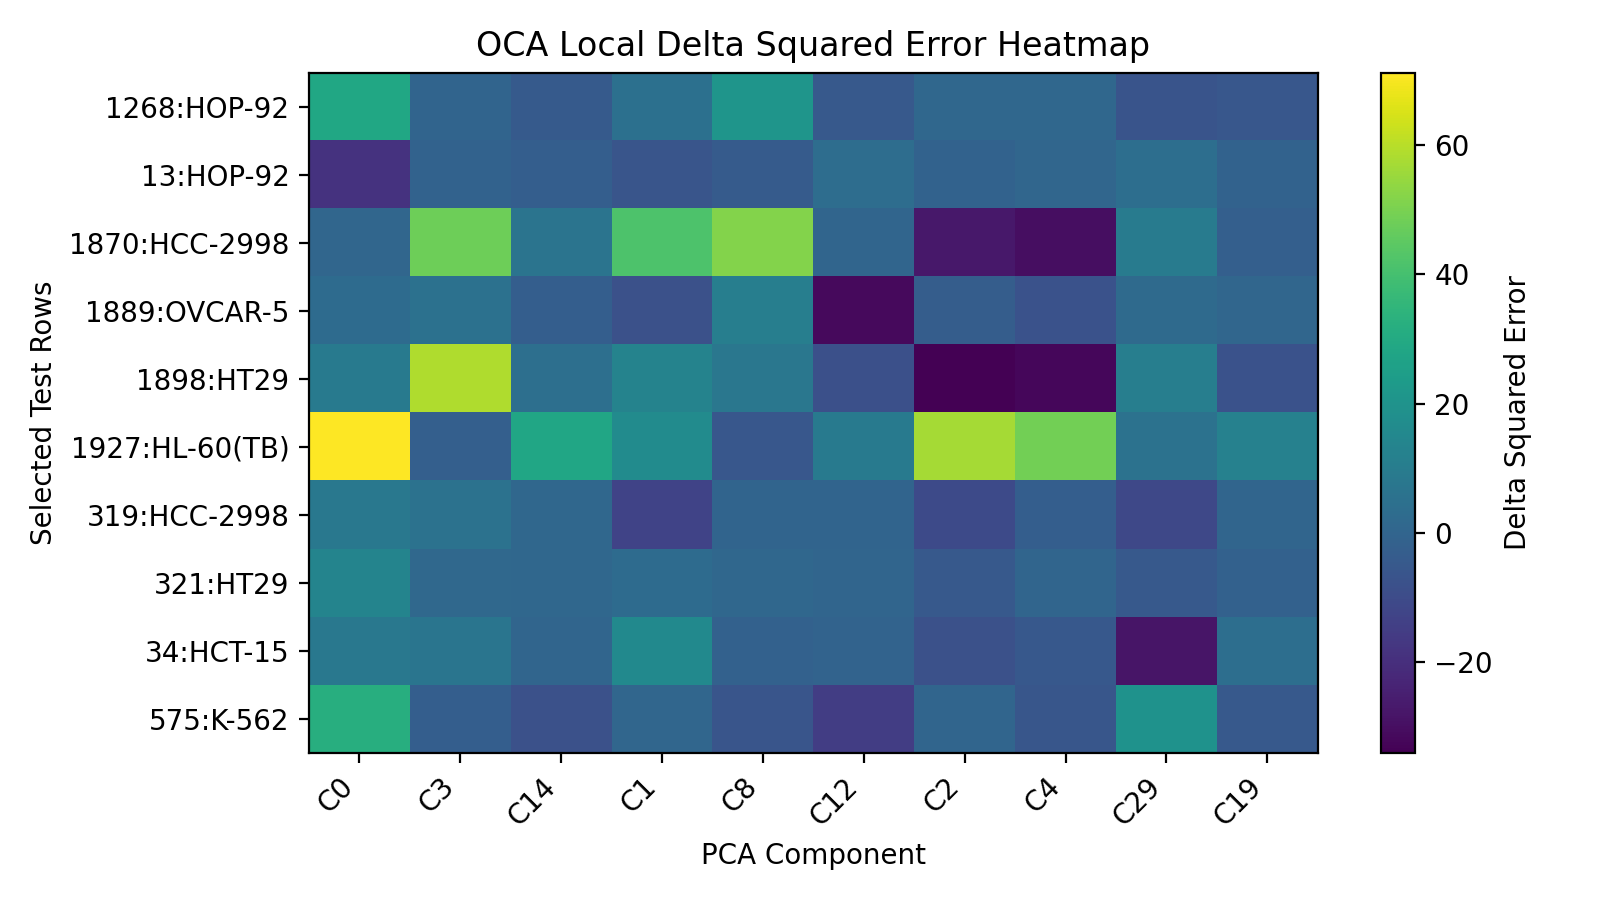 OCA Local Delta Squared Error Heatmap
1268:HOP-92
13:HOP-92
1870:HCC-2998
1889:OVCAR-5
1898:HT29
1927:HL-60(TB)
319:HCC-2998
321:HT29
34:HCT-15
575:K-562
Selected Test Rows
C0 C3 C14 C1 C8 C12 C2 C4 C29 C19
PCA Component
60
40
20
0
−20
Delta Squared Error